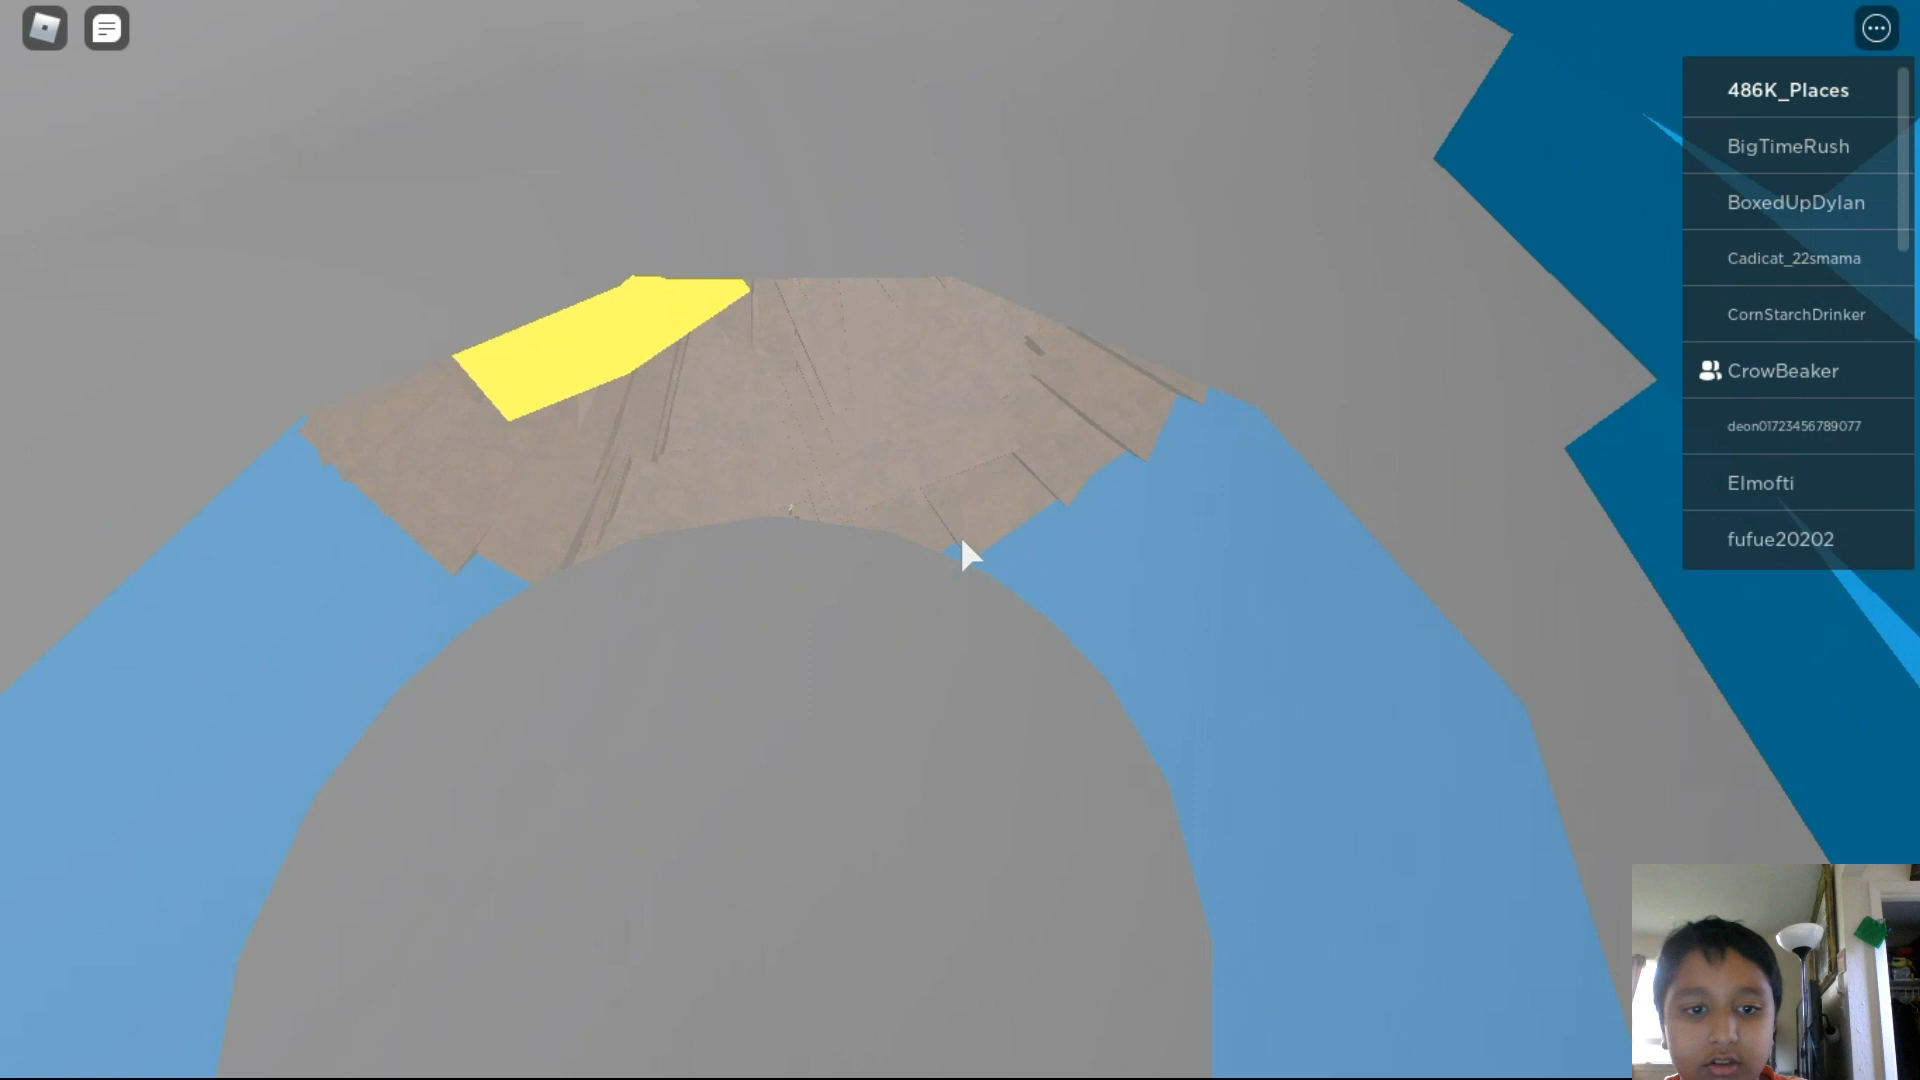 486K_Places
BigTimeRush
BoxedUpDylan
Cadicat_22smama
CornStarchDrinker
CrowBeaker
deon01723456789077
Elmofti
fufue20202